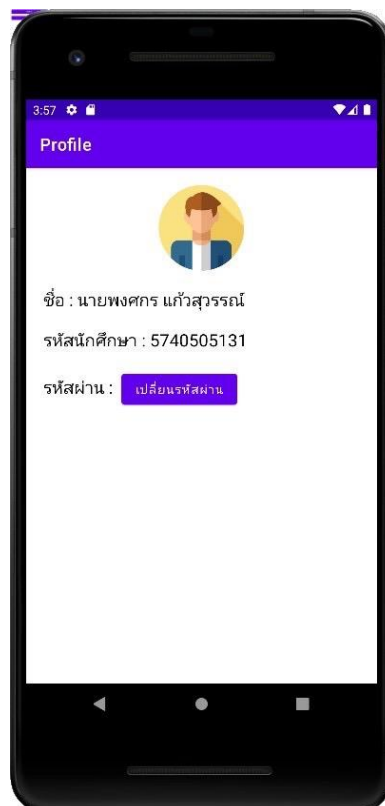 3:57
Profile
ชื่อ : นายพงศกร แก้วสุวรรณ์
รหัสนักศึกษา : 5740505131
รหัสผ่าน : เปลี่ยนรหัสผ่าน